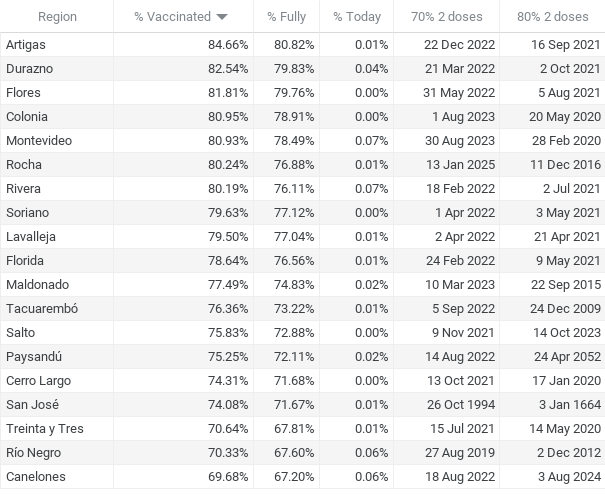 Region % Vaccinated % Fully % Today 70% 2 doses 80% 2 doses
Artigas 84.66% 80.82% 0.01% 22 Dec 2022 16 Sep 2021
Durazno 82.54% 79.83% 0.04% 21 Mar 2022 2 Oct 2021
Flores 81.81% 79.76% 0.00% 31 May 2022 5 Aug 2021
Colonia 80.95% 78.91% 0.00% 1 Aug 2023 20 May 2020
Montevideo 80.93% 78.49% 0.07% 30 Aug 2023 28 Feb 2020
Rocha 80.24% 76.88% 0.01% 13 Jan 2025 11 Dec 2016
Rivera 80.19% 76.11% 0.07% 18 Feb 2022 2 Jul 2021
Soriano 79.63% 77.12% 0.00% 1 Apr 2022 3 May 2021
Lavalleja 79.50% 77.04% 0.01% 2 Apr 2022 21 Apr 2021
Florida 78.64% 76.56% 0.01% 24 Feb 2022 9 May 2021
Maldonado 77.49% 74.83% 0.02% 10 Mar 2023 22 Sep 2015
Tacuarembó 76.36% 73.22% 0.01% 5 Sep 2022 24 Dec 2009
Salto 75.83% 72.88% 0.00% 9 Nov 2021 14 Oct 2023
Paysandú 75.25% 72.11% 0.02% 14 Aug 2022 24 Apr 2052
Cerro Largo 74.31% 71.68% 0.00% 13 Oct 2021 17 Jan 2020
San José 74.08% 71.67% 0.01% 26 Oct 1994 3 Jan 1664
Treinta y Tres 70.64% 67.81% 0.01% 15 Jul 2021 14 May 2020
Río Negro 70.33% 67.60% 0.06% 27 Aug 2019 2 Dec 2012
Canelones 69.68% 67.20% 0.06% 18 Aug 2022 3 Aug 2024